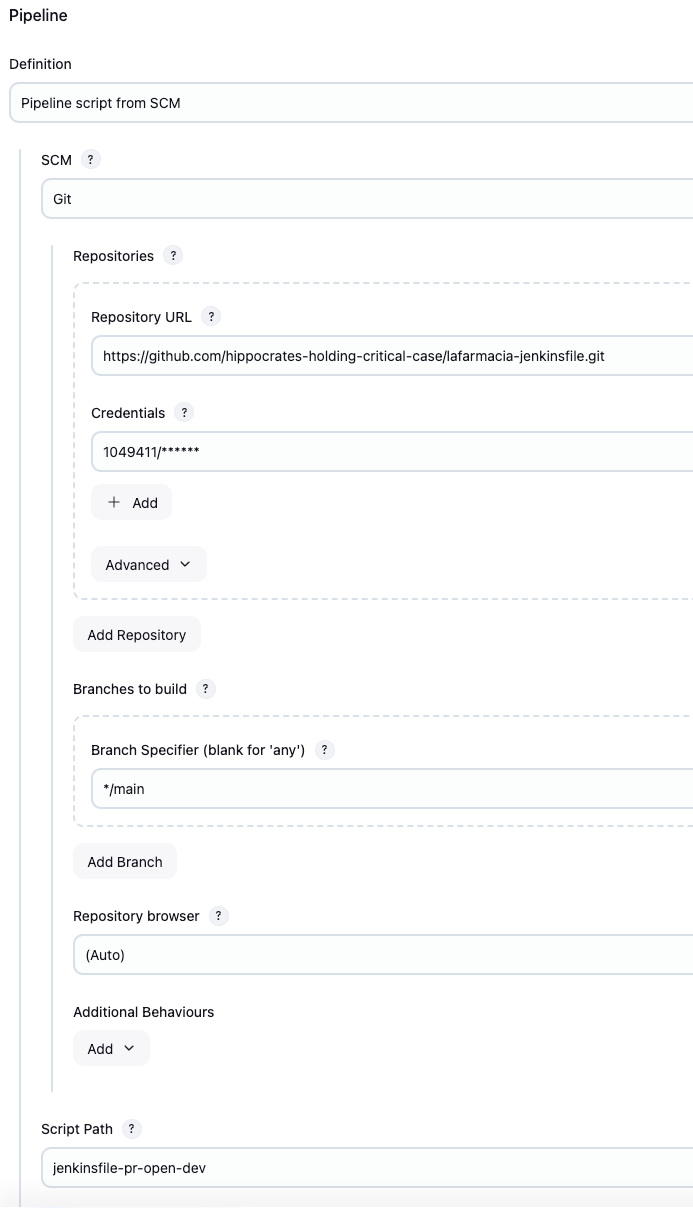 Pipeline
Definition
Pipeline script from SCM
SCM ?
Git
Repositories ?
Repository URL ?
https://github.com/hippocrates-holding-critical-case/lafarmacia-jenkinsfile.git
Credentials ?
1049411/******
+ Add
Advanced
Add Repository
Branches to build ?
Branch Specifier (blank for 'any') ?
*/main
Add Branch
Repository browser ?
(Auto)
Additional Behaviours
Add
Script Path ?
jenkinsfile-pr-open-dev